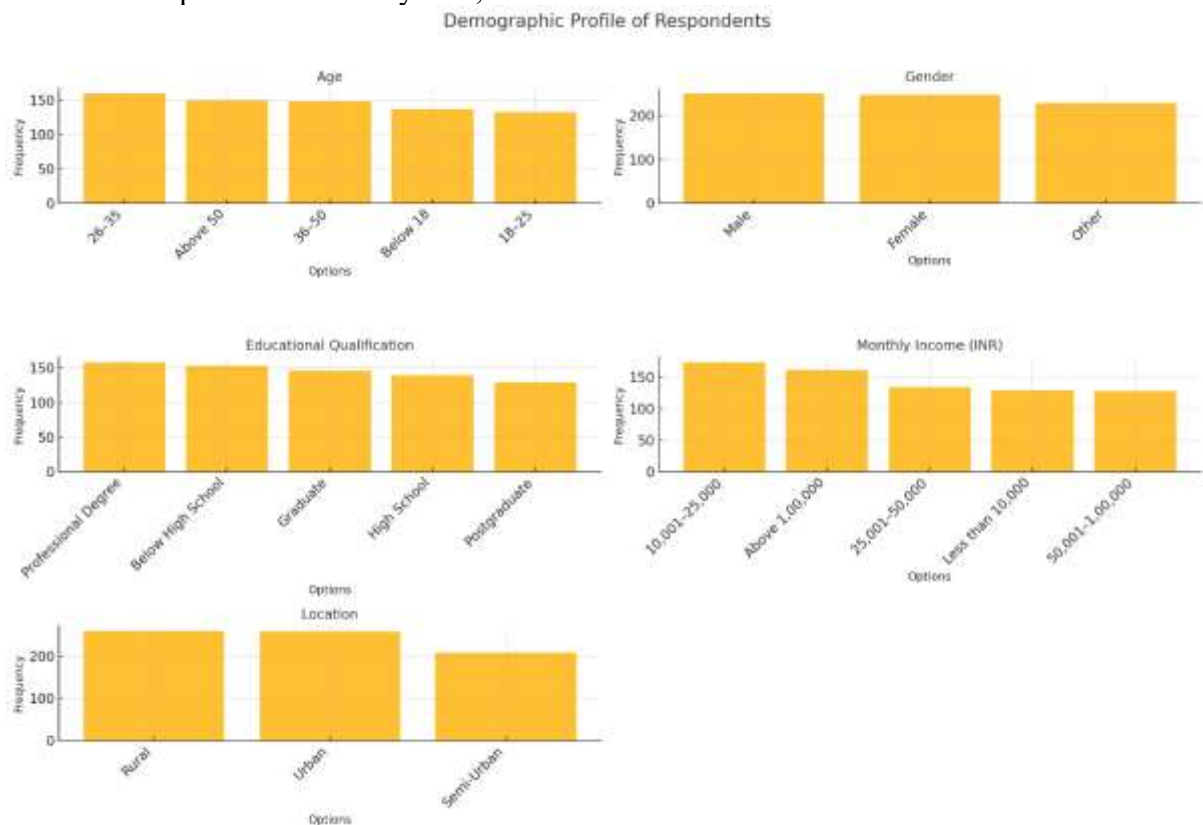 Demographic Profile of Respondents
Age
Frequency
150
100
50
0
26–35
Above 50
36–50
Below 18
18–25
Options
Gender
Frequency
200
100
0
Male
Female
Other
Options
Educational Qualification
Frequency
150
100
50
0
Professional Degree
Below High School
Graduate
High School
Postgraduate
Options
Monthly Income (INR)
Frequency
150
100
50
0
10,001–25,000
Above 1,00,000
25,001–50,000
Less than 10,000
50,001–1,00,000
Options
Location
Frequency
200
100
0
Rural
Urban
Semi-Urban
Options